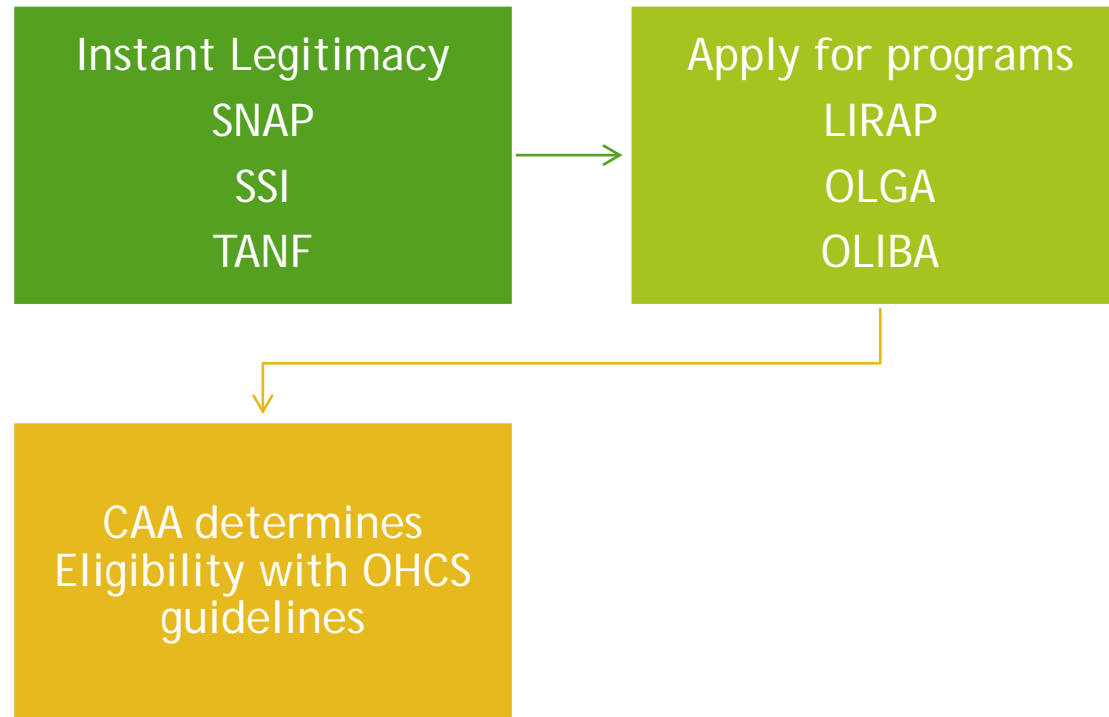 Instant Legitimacy
SNAP
SSI
TANF
Apply for programs
LIRAP
OLGA
OLIBA
CAA determines
Eligibility with OHCS
guidelines